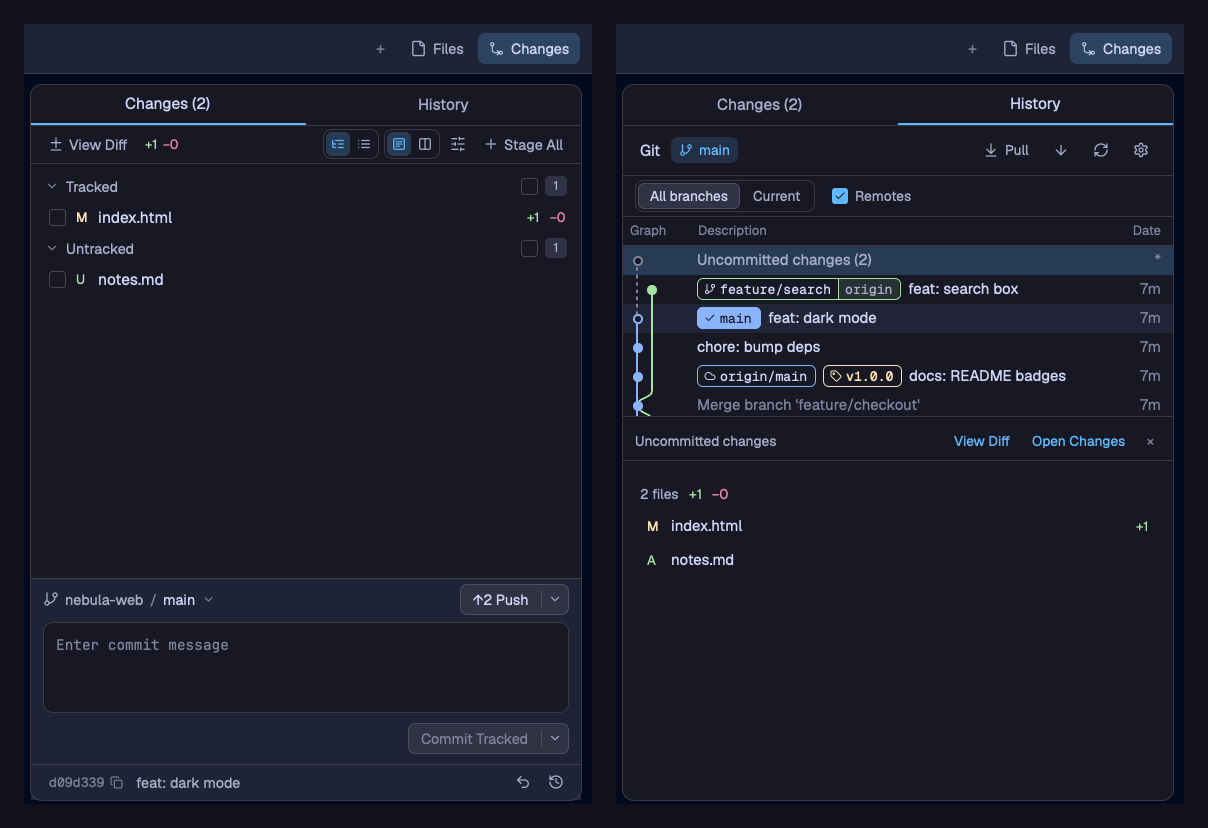 + Files Changes
Changes (2) History
View Diff +1 −0 Stage All
Tracked 1
M index.html +1 −0
Untracked 1
U notes.md
nebula-web / main ↑2 Push
Enter commit message
Commit Tracked
d09d339 feat: dark mode
+ Files Changes
Changes (2) History
Git main Pull
All branches Current Remotes
Graph Description Date
Uncommitted changes (2) *
feature/search origin feat: search box 7m
main feat: dark mode 7m
chore: bump deps 7m
origin/main v1.0.0 docs: README badges 7m
Merge branch 'feature/checkout' 7m
Uncommitted changes View Diff Open Changes ×
2 files +1 −0
M index.html +1
A notes.md